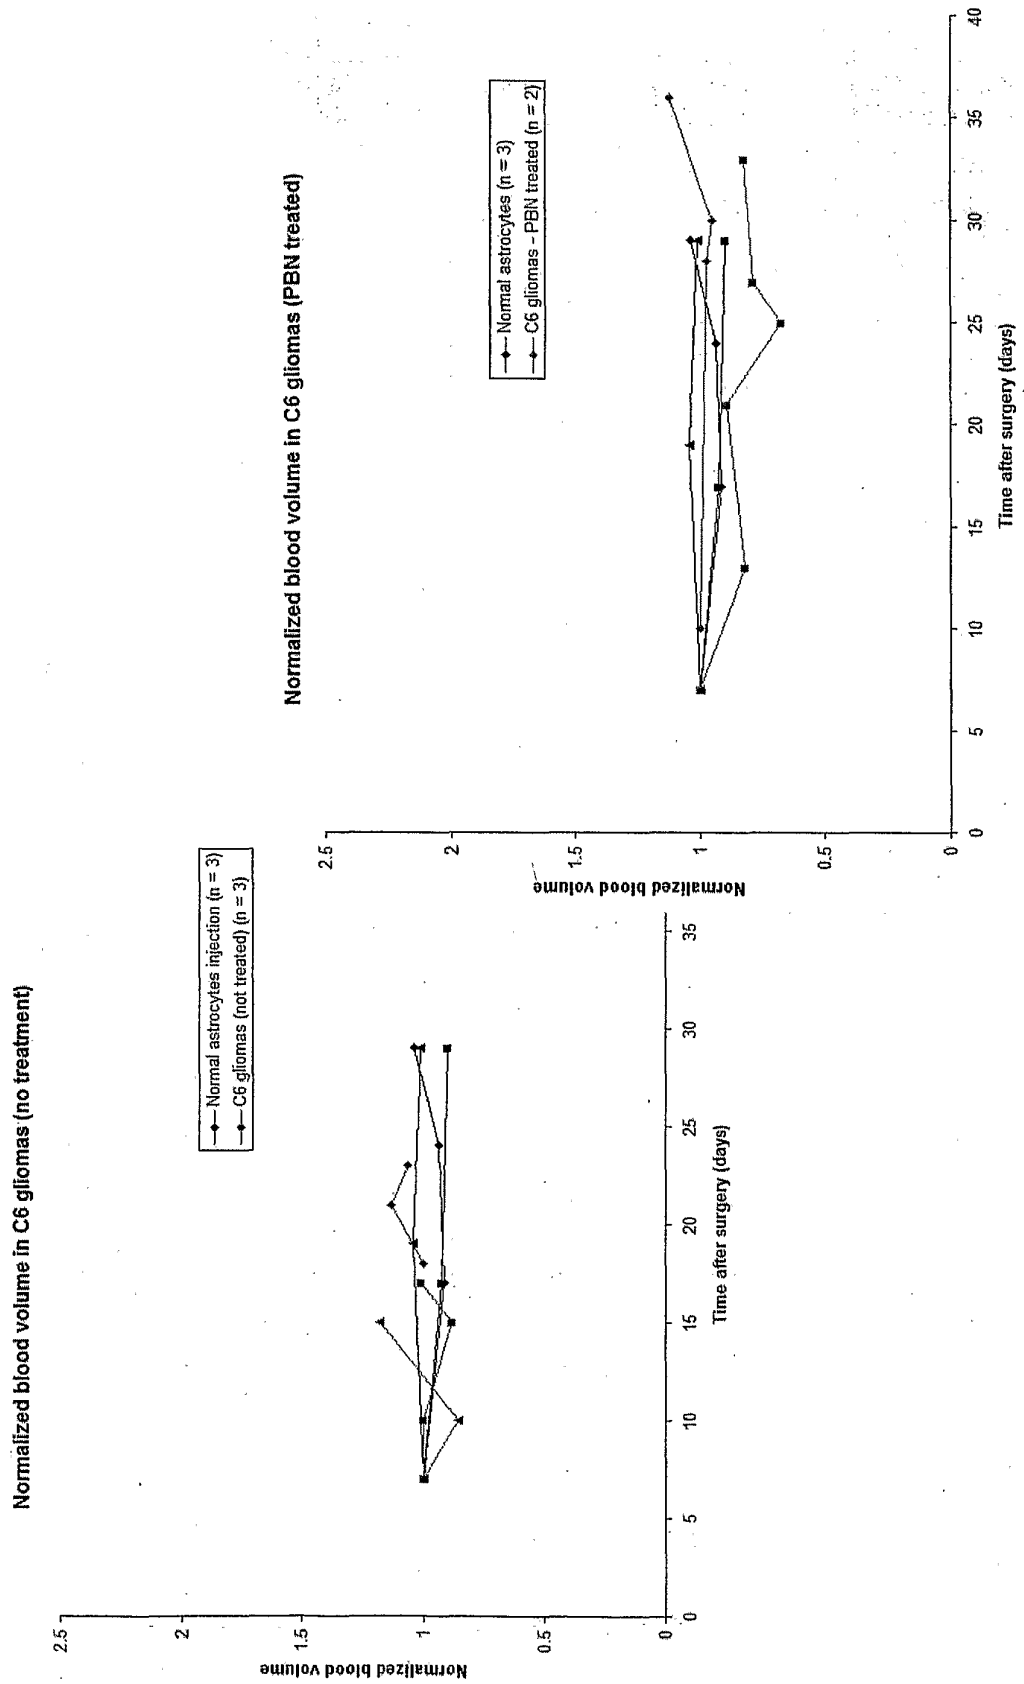 Normalized blood volume in C6 gliomas (no treatment)
Normal astrocytes injection (n = 3)
C6 gliomas (not treated) (n = 3)
Normalized blood volume
2.5
2
1.5
1
0.5
0
0
5
10
15
20
25
30
35
Time after surgery (days)
Normalized blood volume in C6 gliomas (PBN treated)
Normal astrocytes (n = 3)
C6 gliomas - PBN treated (n = 2)
Normalized blood volume
2.5
2
1.5
1
0.5
0
0
5
10
15
20
25
30
35
40
Time after surgery (days)